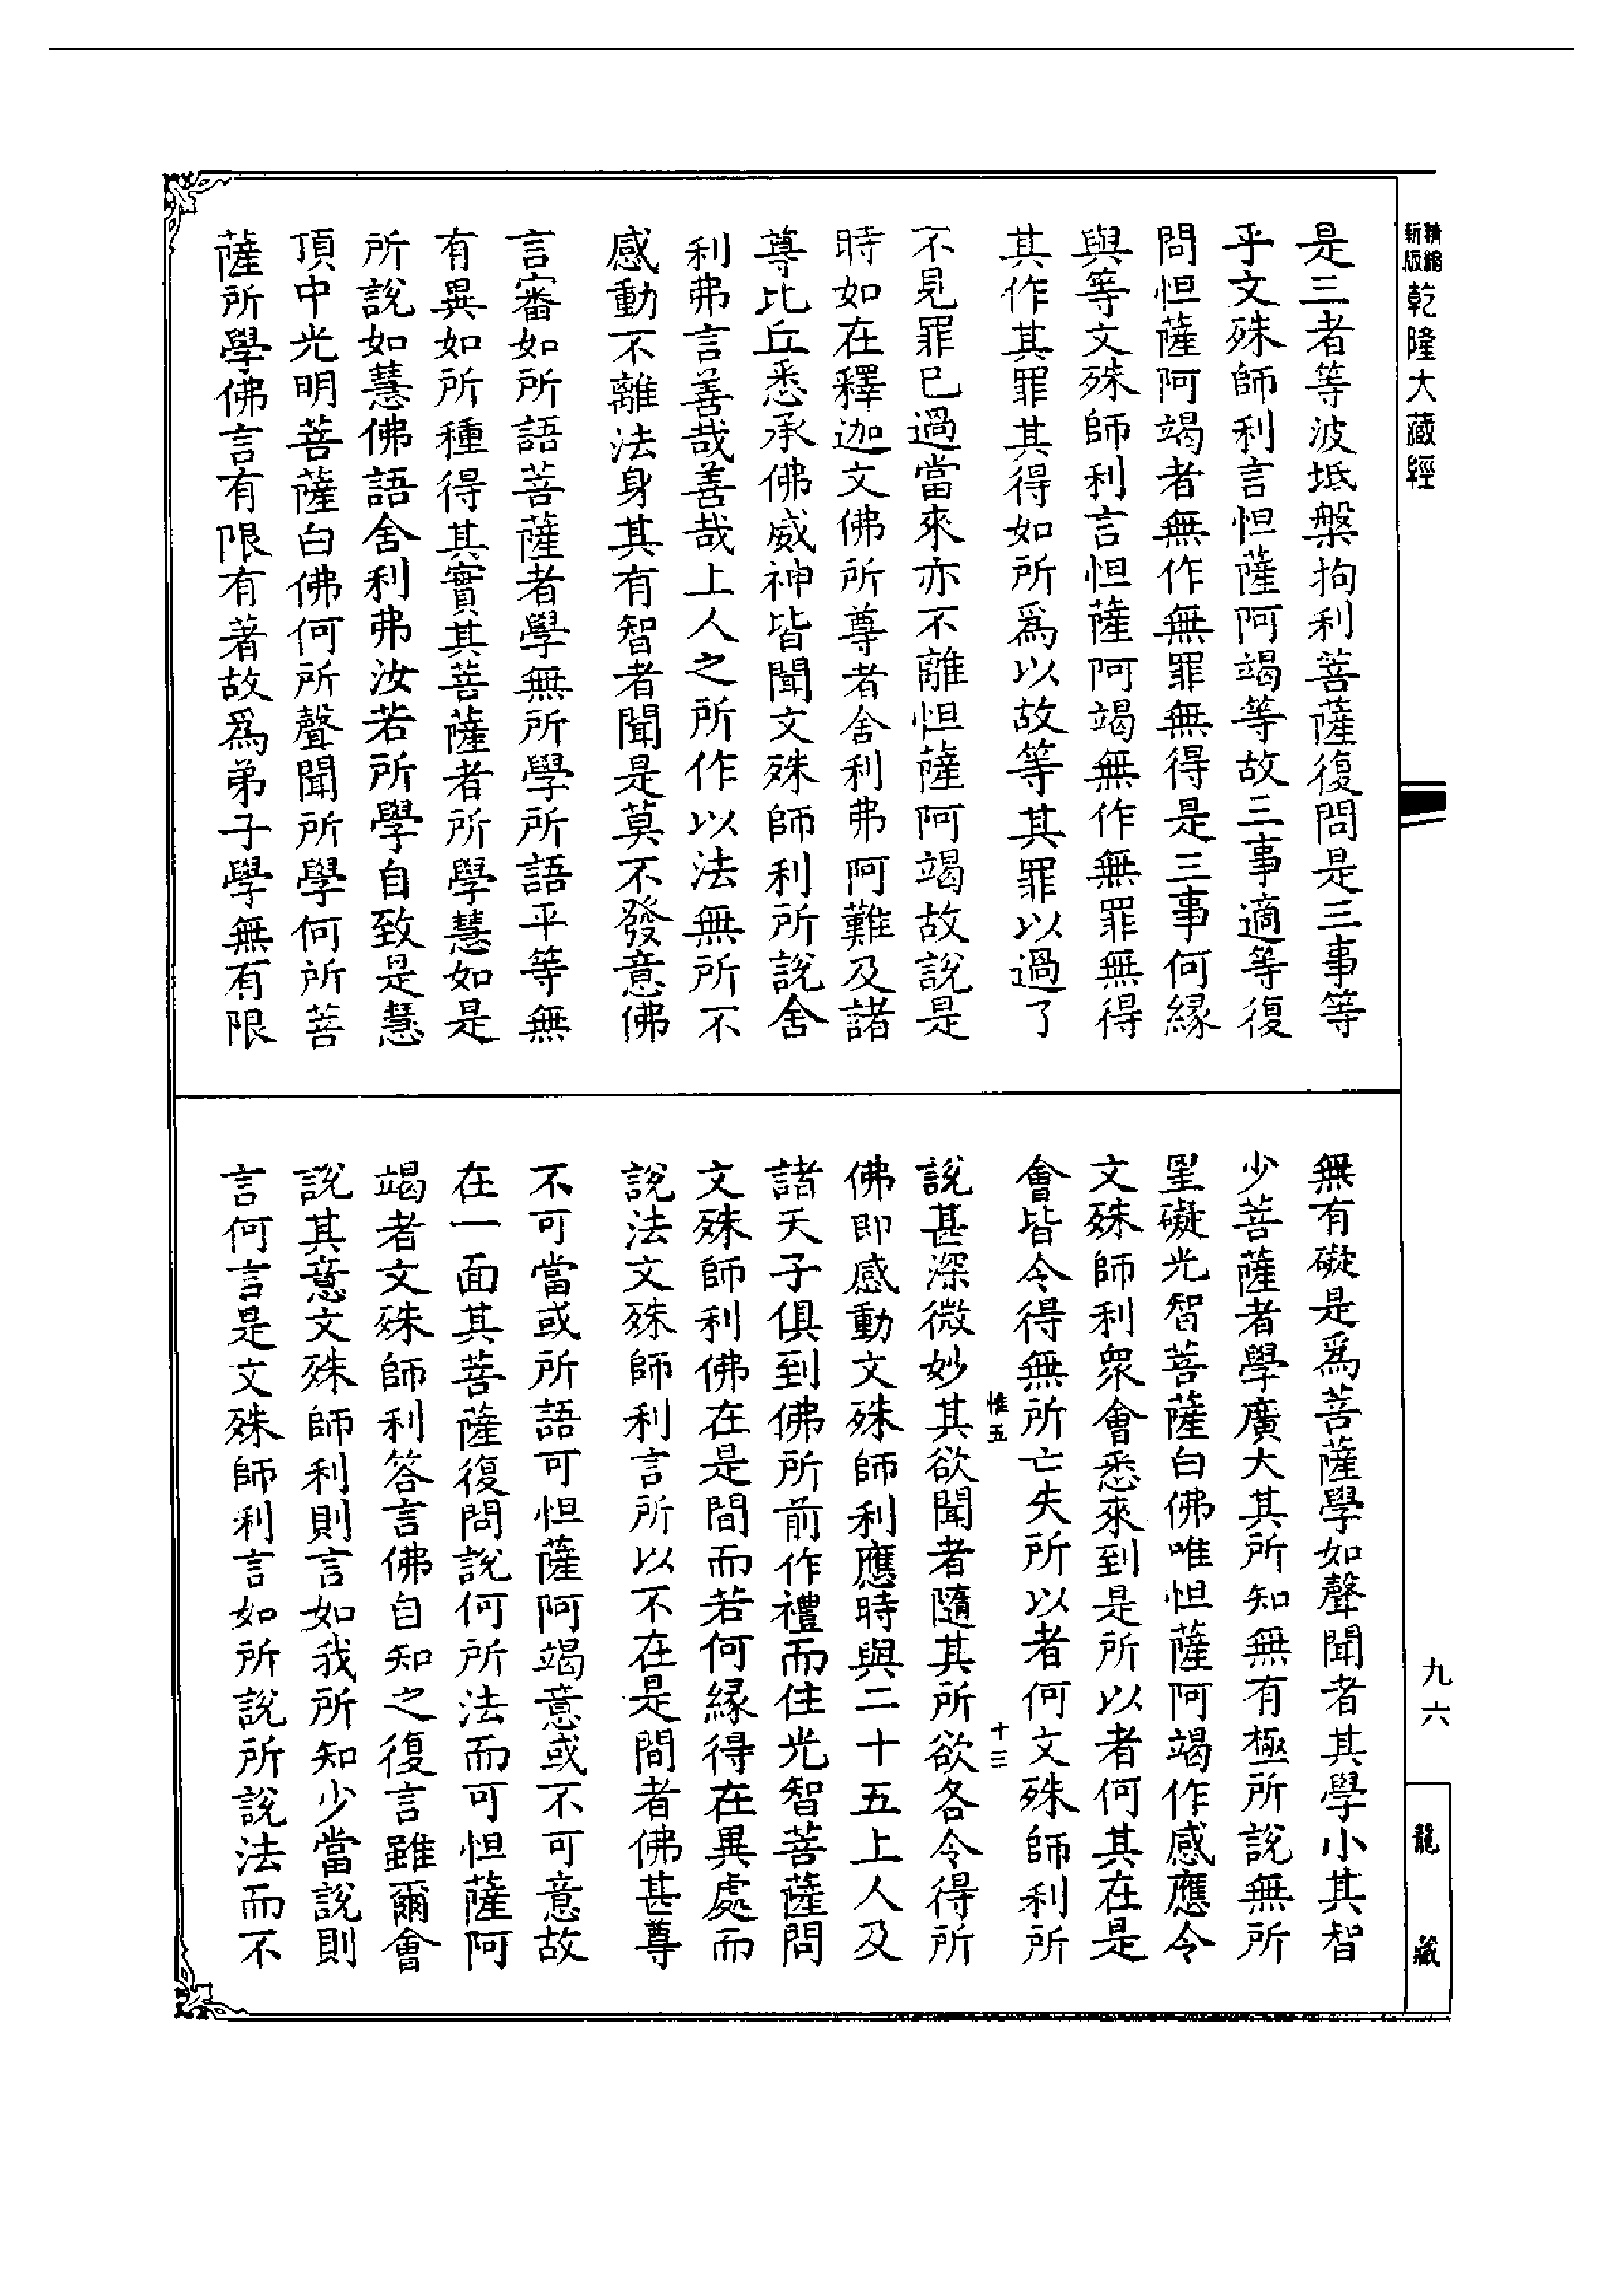 精縮新版乾隆大藏經
是三者等波坻槃拘利菩薩復問是三事等
乎文殊師利言怛薩阿竭等故三事適等復
問怛薩阿竭者無作無罪無得是三事何緣
與等文殊師利言怛薩阿竭無作無罪無得
其作其罪其得如所爲以故等其罪以過了
不見罪已過當來亦不離怛薩阿竭故說是
時如在釋迦文佛所尊者舍利弗阿難及諸
尊比丘悉承佛威神皆聞文殊師利所說舍
利弗言善哉善哉上人之所作以法無所不
感動不離法身其有智者聞是莫不發意佛
言審如所語菩薩者學無所學所語平等無
有異如所種得其實其菩薩者所學慧如是
所說如慧佛語舍利弗汝若所學自致是慧
頂中光明菩薩白佛何所聲聞所學何所菩
薩所學佛言有限有著故爲弟子學無有限
無有礙是爲菩薩學如聲聞者其學小其智
少菩薩者學廣大其所知無有極所說無所
罣礙光智菩薩白佛唯怛薩阿竭作感應令
文殊師利衆會悉來到是所以者何其在是
會皆令得無所亡失所以者何文殊師利所
惟五
十三
說甚深微妙其欲聞者隨其所欲各令得所
佛即感動文殊師利應時與二十五上人及
諸天子俱到佛所前作禮而住光智菩薩問
文殊師利佛在是間而若何緣得在異處而
說法文殊師利言所以不在是間者佛甚尊
不可當或所語可怛薩阿竭意或不可意故
在一面其菩薩復問說何所法而可怛薩阿
竭者文殊師利答言佛自知之復言雖爾會
說其意文殊師利則言如我所知少當說則
言何言是文殊師利言如所說所說法而不
九六
龍藏